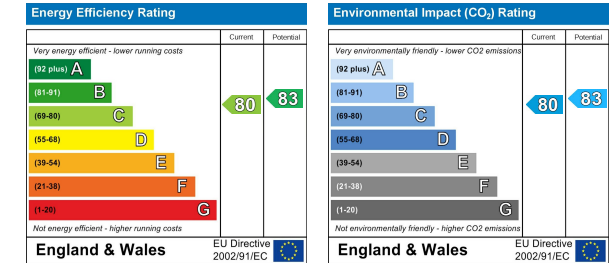 Energy Efficiency Rating
Current Potential
Very energy efficient - lower running costs
(92 plus) A
(81-91) B
(69-80) C
(55-68) D
(39-54) E
(21-38) F
(1-20) G
80
83
Not energy efficient - higher running costs
England & Wales
EU Directive
2002/91/EC
Environmental Impact (CO₂) Rating
Current Potential
Very environmentally friendly - lower CO2 emissions
(92 plus) A
(81-91) B
(69-80) C
(55-68) D
(39-54) E
(21-38) F
(1-20) G
80
83
Not environmentally friendly - higher CO2 emissions
England & Wales
EU Directive
2002/91/EC